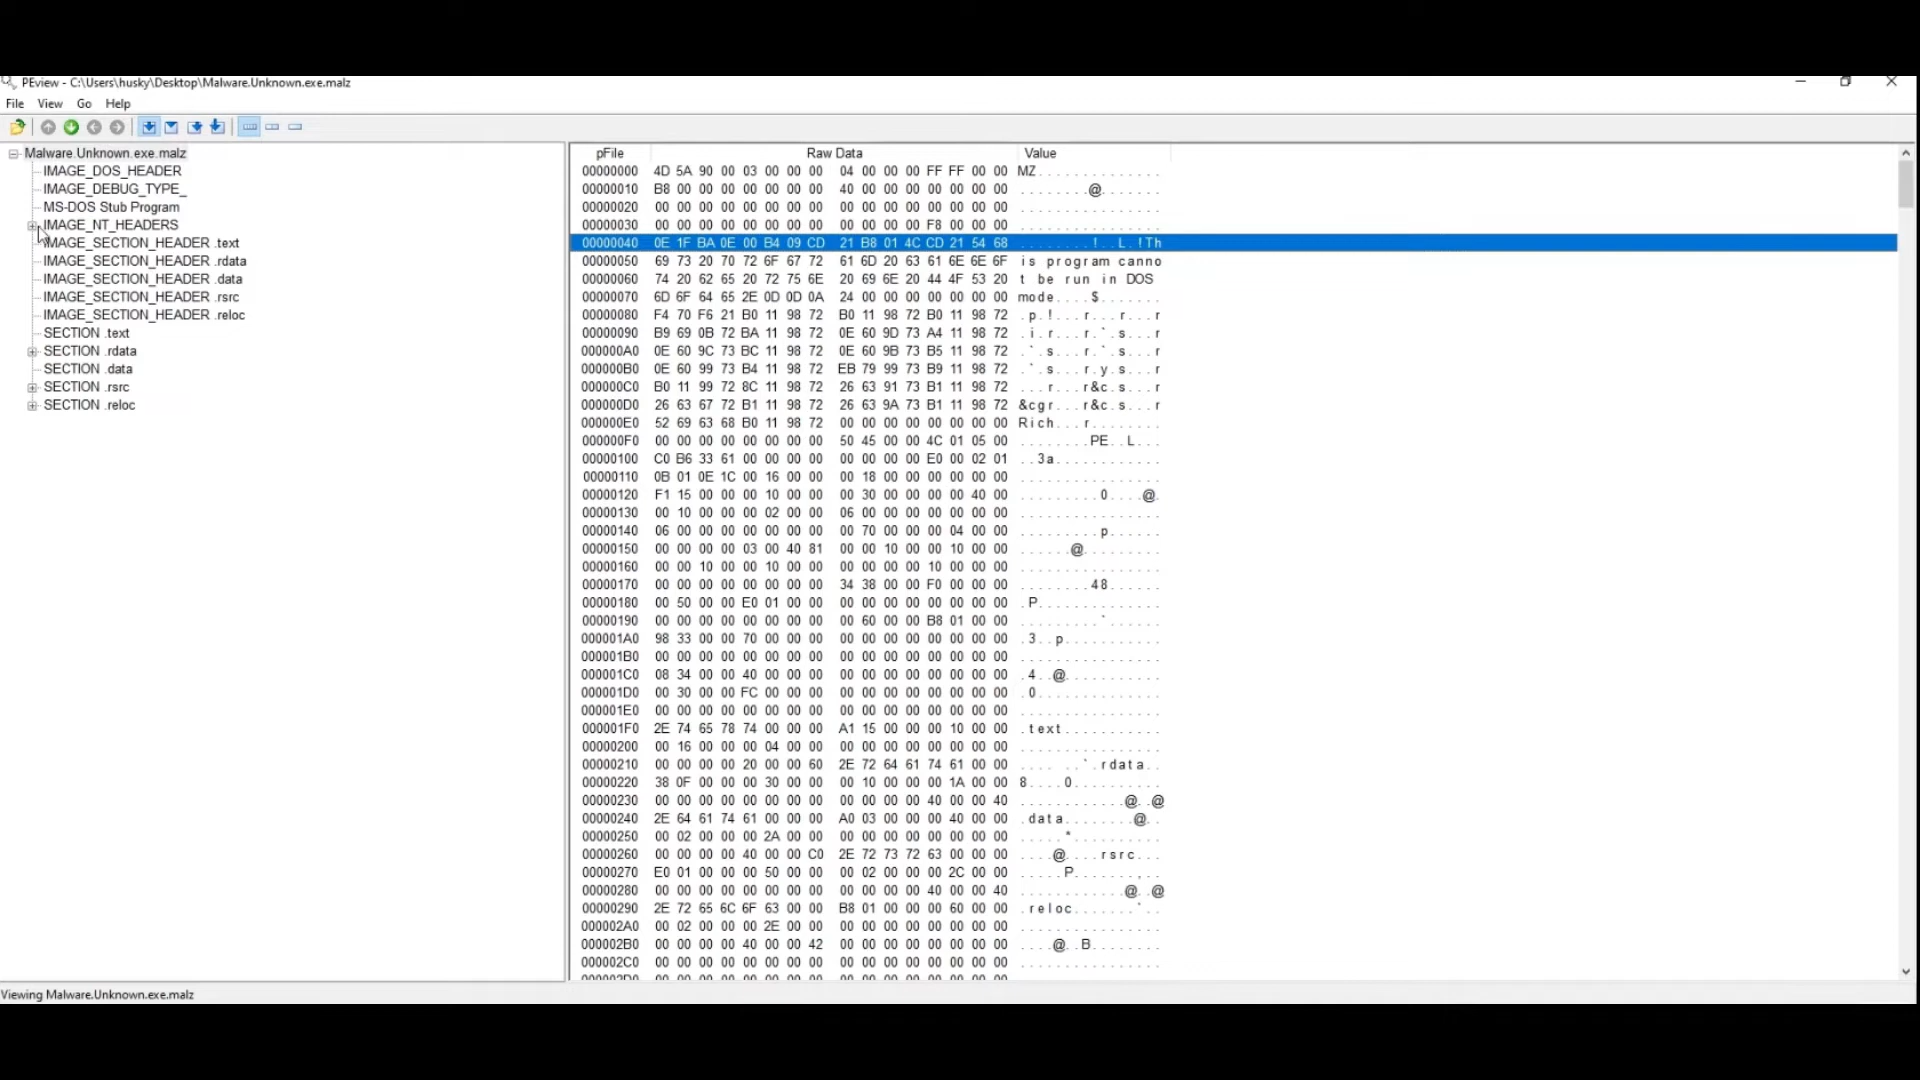 PEview - C:\Users\husky\Desktop\Malware.Unknown.exe.malz
File View Go Help
Malware.Unknown.exe.malz
IMAGE_DOS_HEADER
IMAGE_DEBUG_TYPE_
MS-DOS Stub Program
IMAGE_NT_HEADERS
IMAGE_SECTION_HEADER .text
IMAGE_SECTION_HEADER .rdata
IMAGE_SECTION_HEADER .data
IMAGE_SECTION_HEADER .rsrc
IMAGE_SECTION_HEADER .reloc
SECTION .text
SECTION .rdata
SECTION .data
SECTION .rsrc
SECTION .reloc
pFile Raw Data Value
00000000 4D 5A 90 00 03 00 00 00 04 00 00 00 FF FF 00 00 MZ..............
00000010 B8 00 00 00 00 00 00 00 40 00 00 00 00 00 00 00 ........@.......
00000020 00 00 00 00 00 00 00 00 00 00 00 00 00 00 00 00 ................
00000030 00 00 00 00 00 00 00 00 00 00 00 00 F8 00 00 00 ................
00000040 0E 1F BA 0E 00 B4 09 CD 21 B8 01 4C CD 21 54 68 ........!..L.!Th
00000050 69 73 20 70 72 6F 67 72 61 6D 20 63 61 6E 6E 6F is program canno
00000060 74 20 62 65 20 72 75 6E 20 69 6E 20 44 4F 53 20 t be run in DOS
00000070 6D 6F 64 65 2E 0D 0D 0A 24 00 00 00 00 00 00 00 mode....$.......
00000080 F4 70 F6 21 B0 11 98 72 B0 11 98 72 B0 11 98 72 .p.!...r...r...r
00000090 B9 69 0B 72 BA 11 98 72 0E 60 9D 73 A4 11 98 72 .i.r...r.`.s...r
000000A0 0E 60 9C 73 BC 11 98 72 0E 60 9B 73 B5 11 98 72 .`.s...r.`.s...r
000000B0 0E 60 99 73 B4 11 98 72 EB 79 99 73 B9 11 98 72 .`.s...r.y.s...r
000000C0 B0 11 99 72 8C 11 98 72 26 63 91 73 B1 11 98 72 ...r...r&c.s...r
000000D0 26 63 67 72 B1 11 98 72 26 63 9A 73 B1 11 98 72 &cgr...r&c.s...r
000000E0 52 69 63 68 B0 11 98 72 00 00 00 00 00 00 00 00 Rich...r........
000000F0 00 00 00 00 00 00 00 00 50 45 00 00 4C 01 05 00 ........PE..L...
00000100 C0 B6 33 61 00 00 00 00 00 00 00 00 E0 00 02 01 ..3a............
00000110 0B 01 0E 1C 00 16 00 00 00 18 00 00 00 00 00 00 ................
00000120 F1 15 00 00 00 10 00 00 00 30 00 00 00 00 40 00 .........0....@.
00000130 00 10 00 00 00 02 00 00 06 00 00 00 00 00 00 00 ................
00000140 06 00 00 00 00 00 00 00 00 70 00 00 00 04 00 00 .........p......
00000150 00 00 00 00 03 00 40 81 00 00 10 00 00 10 00 00 ......@.........
00000160 00 00 10 00 00 10 00 00 00 00 00 00 10 00 00 00 ................
00000170 00 00 00 00 00 00 00 00 34 38 00 00 F0 00 00 00 ........48......
00000180 00 50 00 00 E0 01 00 00 00 00 00 00 00 00 00 00 .P..............
00000190 00 00 00 00 00 00 00 00 00 60 00 00 B8 01 00 00 .........`......
000001A0 98 33 00 00 70 00 00 00 00 00 00 00 00 00 00 00 .3..p...........
000001B0 00 00 00 00 00 00 00 00 00 00 00 00 00 00 00 00 ................
000001C0 08 34 00 00 40 00 00 00 00 00 00 00 00 00 00 00 .4..@...........
000001D0 00 30 00 00 FC 00 00 00 00 00 00 00 00 00 00 00 .0..............
000001E0 00 00 00 00 00 00 00 00 00 00 00 00 00 00 00 00 ................
000001F0 2E 74 65 78 74 00 00 00 A1 15 00 00 00 10 00 00 .text...........
00000200 00 16 00 00 00 04 00 00 00 00 00 00 00 00 00 00 ................
00000210 00 00 00 00 20 00 00 60 2E 72 64 61 74 61 00 00 .... ..`.rdata..
00000220 38 0F 00 00 00 30 00 00 00 10 00 00 00 1A 00 00 8....0..........
00000230 00 00 00 00 00 00 00 00 00 00 00 00 40 00 00 40 ............@..@
00000240 2E 64 61 74 61 00 00 00 A0 03 00 00 00 40 00 00 .data........@..
00000250 00 02 00 00 00 2A 00 00 00 00 00 00 00 00 00 00 .....*..........
00000260 00 00 00 00 40 00 00 C0 2E 72 73 72 63 00 00 00 ....@....rsrc...
00000270 E0 01 00 00 00 50 00 00 00 02 00 00 00 2C 00 00 .....P.......,..
00000280 00 00 00 00 00 00 00 00 00 00 00 00 40 00 00 40 ............@..@
00000290 2E 72 65 6C 6F 63 00 00 B8 01 00 00 00 60 00 00 .reloc.......`..
000002A0 00 02 00 00 00 2E 00 00 00 00 00 00 00 00 00 00 ................
000002B0 00 00 00 00 40 00 00 42 00 00 00 00 00 00 00 00 ....@..B........
000002C0 00 00 00 00 00 00 00 00 00 00 00 00 00 00 00 00 ................
Viewing Malware.Unknown.exe.malz